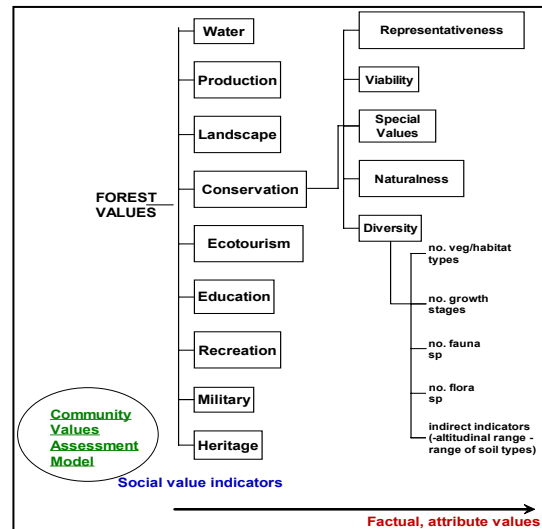 FOREST
VALUES
Water
Production
Landscape
Conservation
Ecotourism
Education
Recreation
Military
Heritage
Representativeness
Viability
Special
Values
Naturalness
Diversity
no. veg/habitat
types
no. growth
stages
no. fauna
sp
no. flora
sp
indirect indicators
(-altitudinal range -
range of soil types)
Community
Values
Assessment
Model
Social value indicators
Factual, attribute values